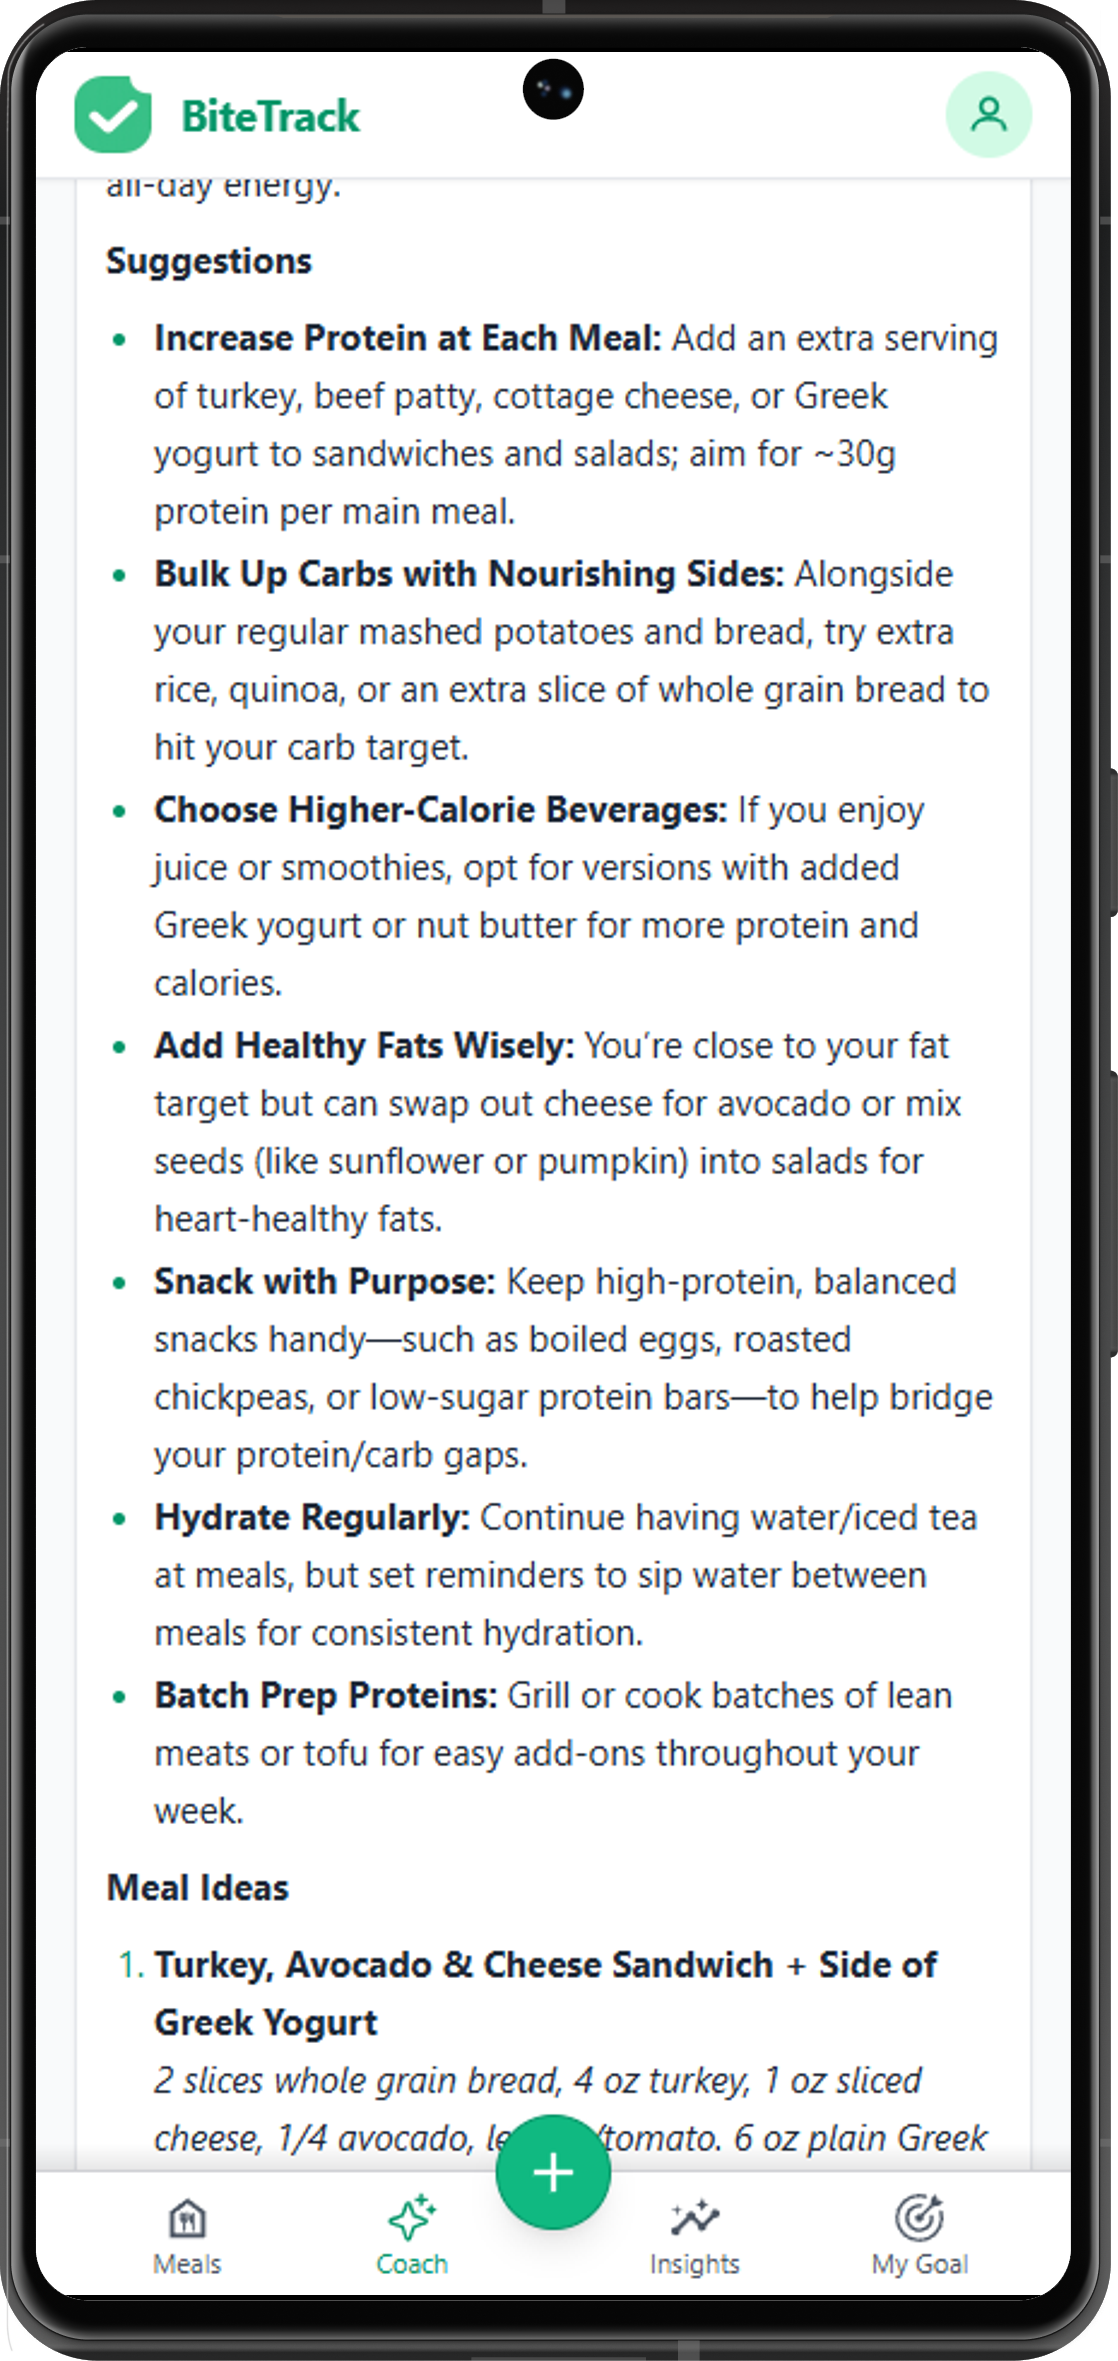 BiteTrack
all-day energy.
Suggestions
• Increase Protein at Each Meal: Add an extra serving
of turkey, beef patty, cottage cheese, or Greek
yogurt to sandwiches and salads; aim for ~30g
protein per main meal.
• Bulk Up Carbs with Nourishing Sides: Alongside
your regular mashed potatoes and bread, try extra
rice, quinoa, or an extra slice of whole grain bread to
hit your carb target.
• Choose Higher-Calorie Beverages: If you enjoy
juice or smoothies, opt for versions with added
Greek yogurt or nut butter for more protein and
calories.
• Add Healthy Fats Wisely: You’re close to your fat
target but can swap out cheese for avocado or mix
seeds (like sunflower or pumpkin) into salads for
heart-healthy fats.
• Snack with Purpose: Keep high-protein, balanced
snacks handy—such as boiled eggs, roasted
chickpeas, or low-sugar protein bars—to help bridge
your protein/carb gaps.
• Hydrate Regularly: Continue having water/iced tea
at meals, but set reminders to sip water between
meals for consistent hydration.
• Batch Prep Proteins: Grill or cook batches of lean
meats or tofu for easy add-ons throughout your
week.
Meal Ideas
1. Turkey, Avocado & Cheese Sandwich + Side of
Greek Yogurt
2 slices whole grain bread, 4 oz turkey, 1 oz sliced
cheese, 1/4 avocado, /tomato. 6 oz plain Greek
Meals
Coach
Insights
My Goal